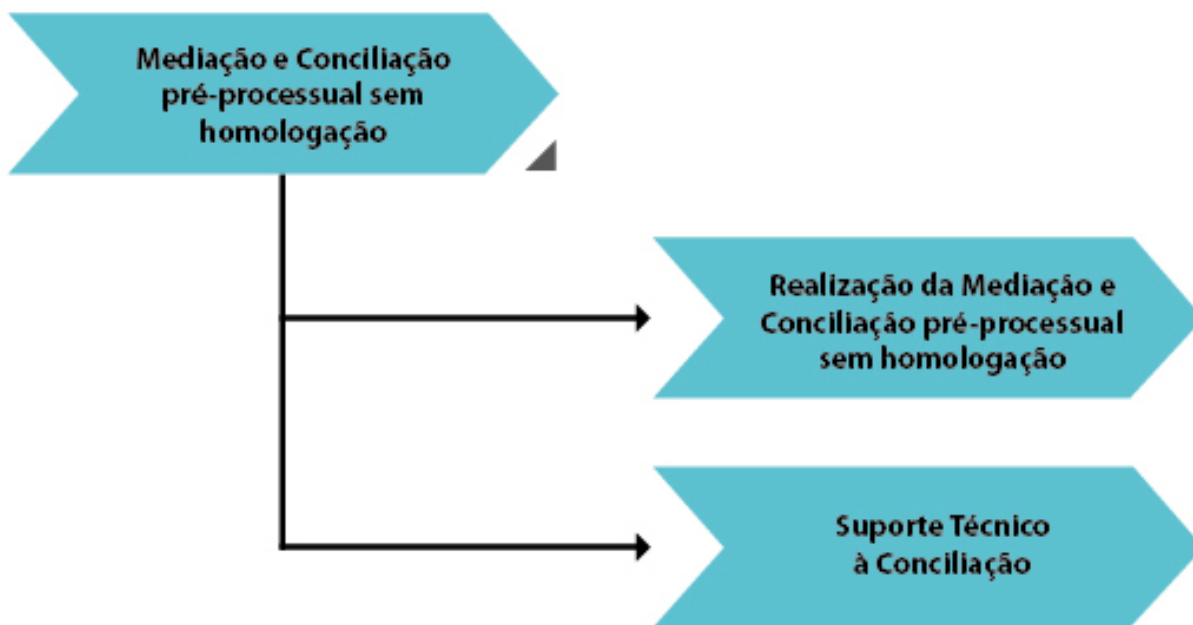 Mediação e Conciliação
pré-processual sem
homologação
Realização da Mediação e
Conciliação pré-processual
sem homologação
Suporte Técnico
à Conciliação